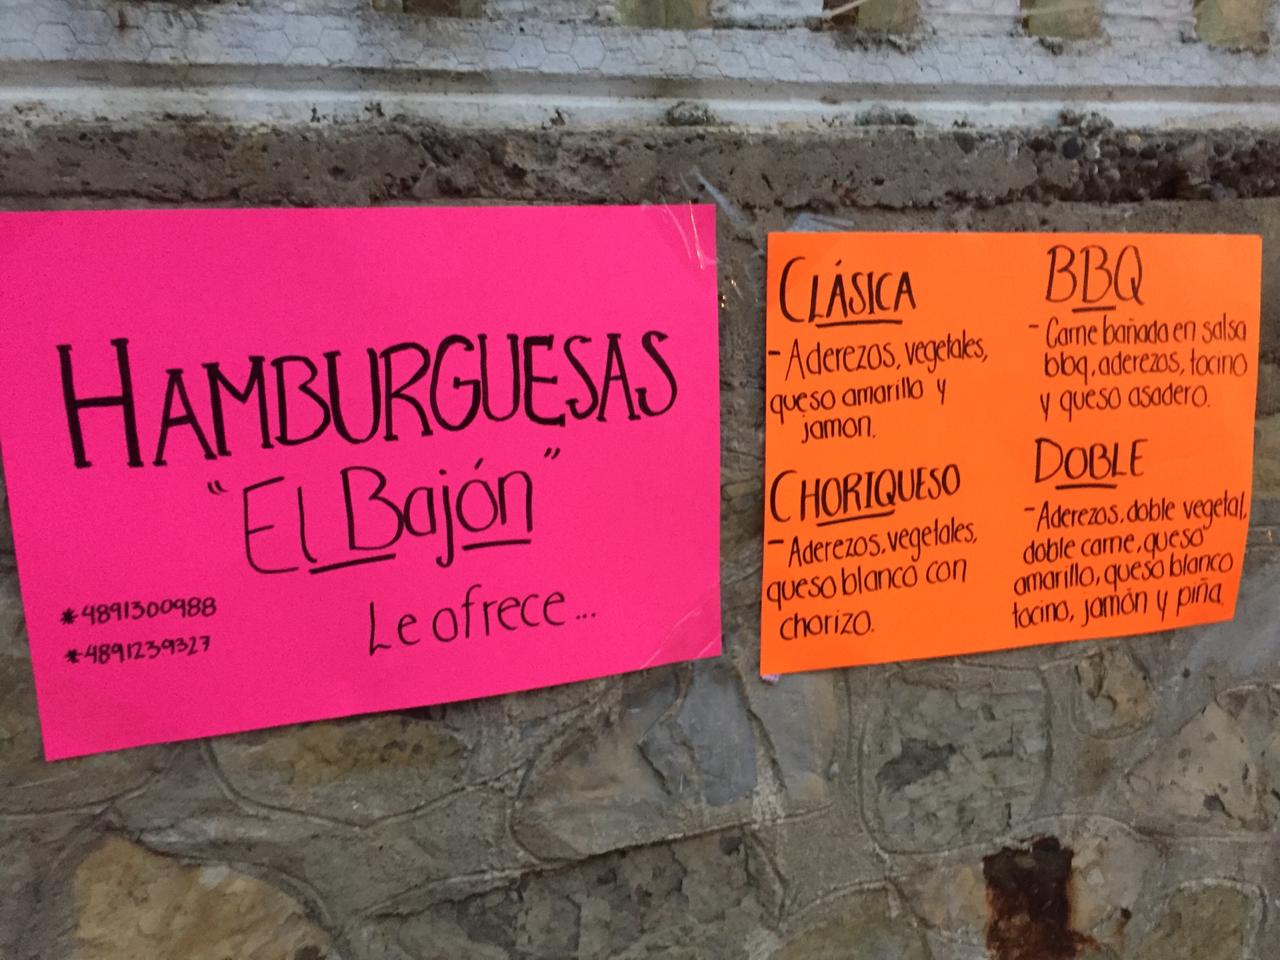 HAMBURGUESAS
"El Bajón"
*4891300988
*4891239327
Le ofrece...
CLÁSICA
- Aderezos, vegetales,
queso amarillo y
jamon.
CHORIQUESO
- Aderezos, vegetales,
queso blanco con
chorizo.
BBQ
- Carne bañada en salsa
bbq, aderezos, tocino
y queso asadero.
DOBLE
- Aderezos, doble vegetal,
doble carne, queso
amarillo, queso blanco
tocino, jamón y piña.